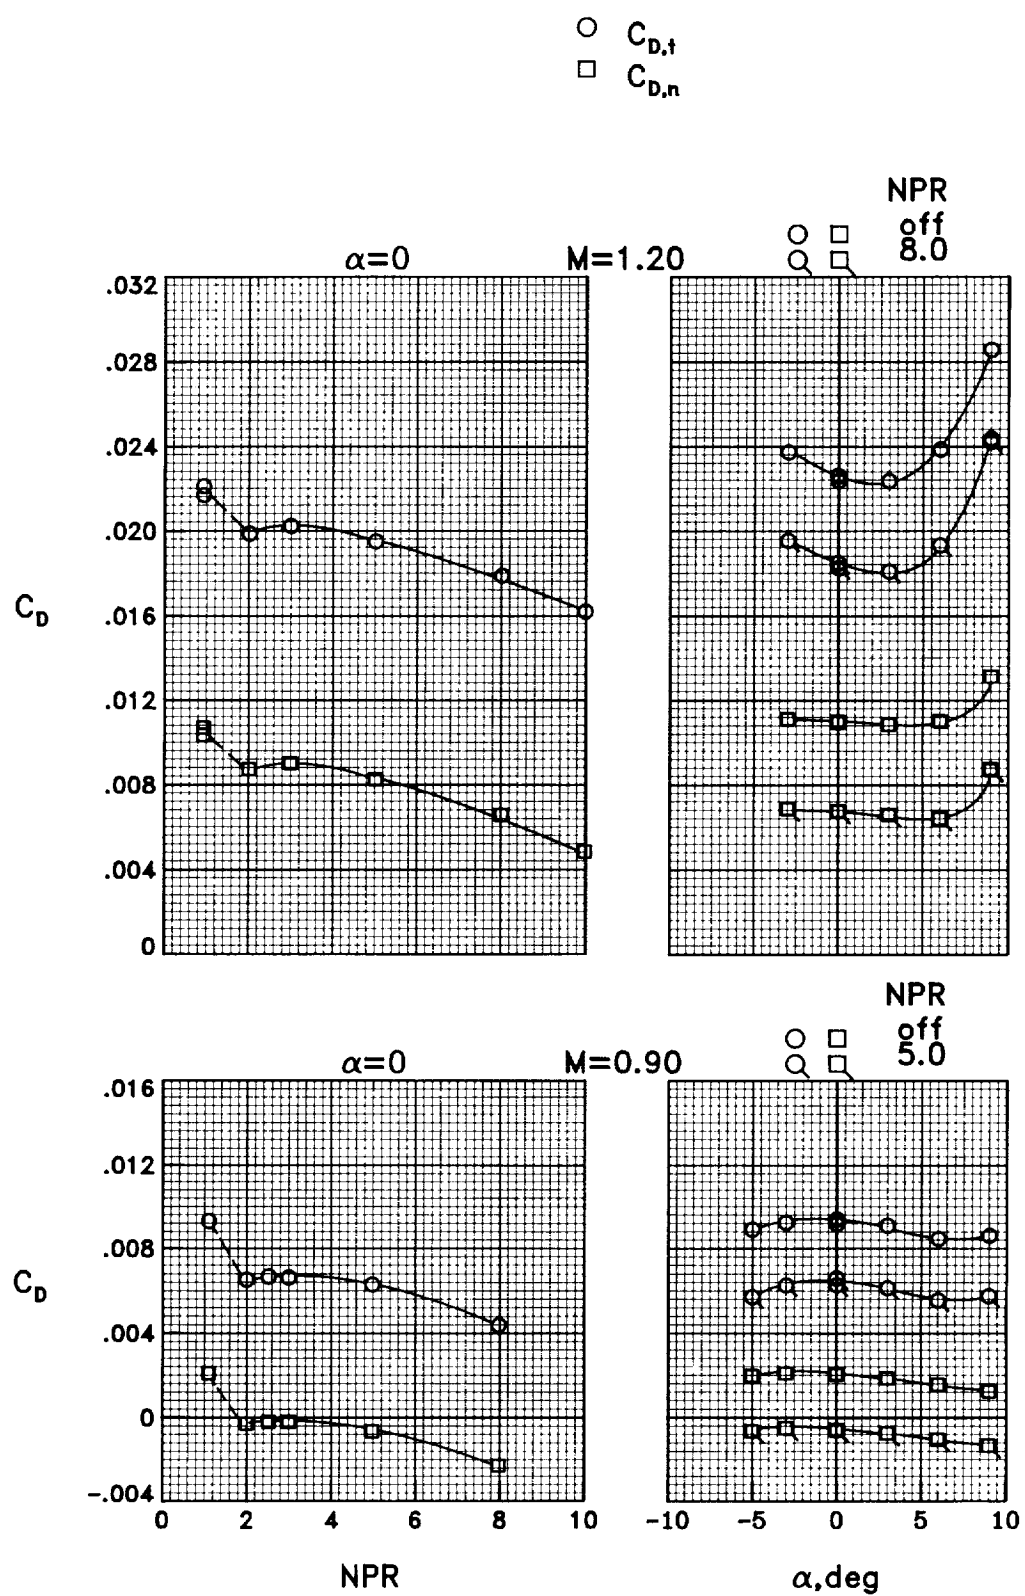 C_D,t
C_D,n
NPR
off
α=0 M=1.20 8.0
.032
.028
.024
.020
C_D .016
.012
.008
.004
0
NPR
off
α=0 M=0.90 5.0
.016
.012
.008
C_D
.004
0
-.004
0 2 4 6 8 10 -10 -5 0 5 10
NPR α,deg